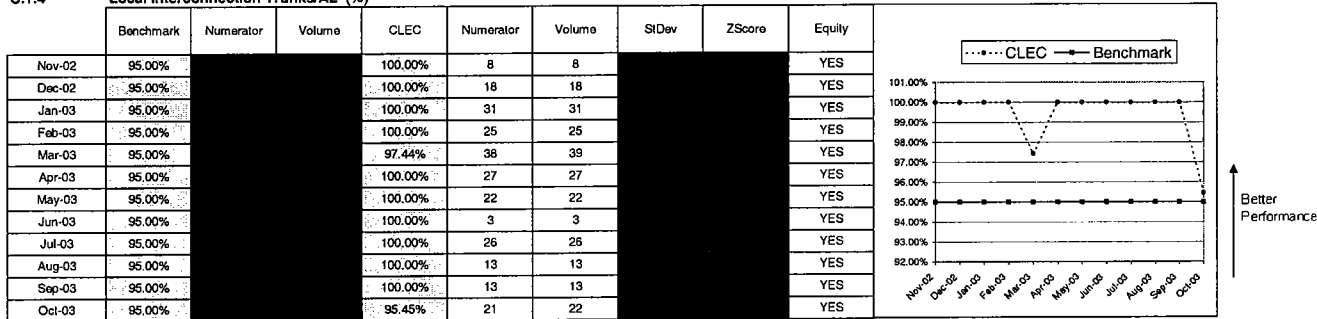 Local Interconnection Trunks/AL (%)
Benchmark Numerator Volume CLEC Numerator Volume StDev ZScore Equity
Nov-02 95.00% 100.00% 8 8 YES
Dec-02 95.00% 100.00% 18 18 YES
Jan-03 95.00% 100.00% 31 31 YES
Feb-03 95.00% 100.00% 25 25 YES
Mar-03 95.00% 97.44% 38 39 YES
Apr-03 95.00% 100.00% 27 27 YES
May-03 95.00% 100.00% 22 22 YES
Jun-03 95.00% 100.00% 3 3 YES
Jul-03 95.00% 100.00% 26 26 YES
Aug-03 95.00% 100.00% 13 13 YES
Sep-03 95.00% 100.00% 13 13 YES
Oct-03 95.00% 95.45% 21 22 YES
CLEC Benchmark
101.00%
100.00%
99.00%
98.00%
97.00%
96.00%
95.00%
94.00%
93.00%
92.00%
Nov-02 Dec-02 Jan-03 Feb-03 Mar-03 Apr-03 May-03 Jun-03 Jul-03 Aug-03 Sep-03 Oct-03
Better
Performance